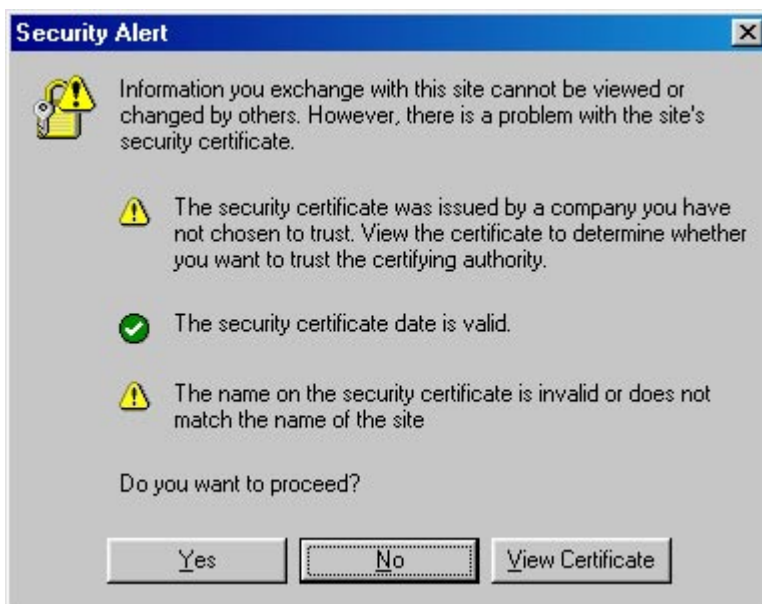 Security Alert
Information you exchange with this site cannot be viewed or
changed by others. However, there is a problem with the site's
security certificate.
The security certificate was issued by a company you have
not chosen to trust. View the certificate to determine whether
you want to trust the certifying authority.
The security certificate date is valid.
The name on the security certificate is invalid or does not
match the name of the site
Do you want to proceed?
Yes No View Certificate